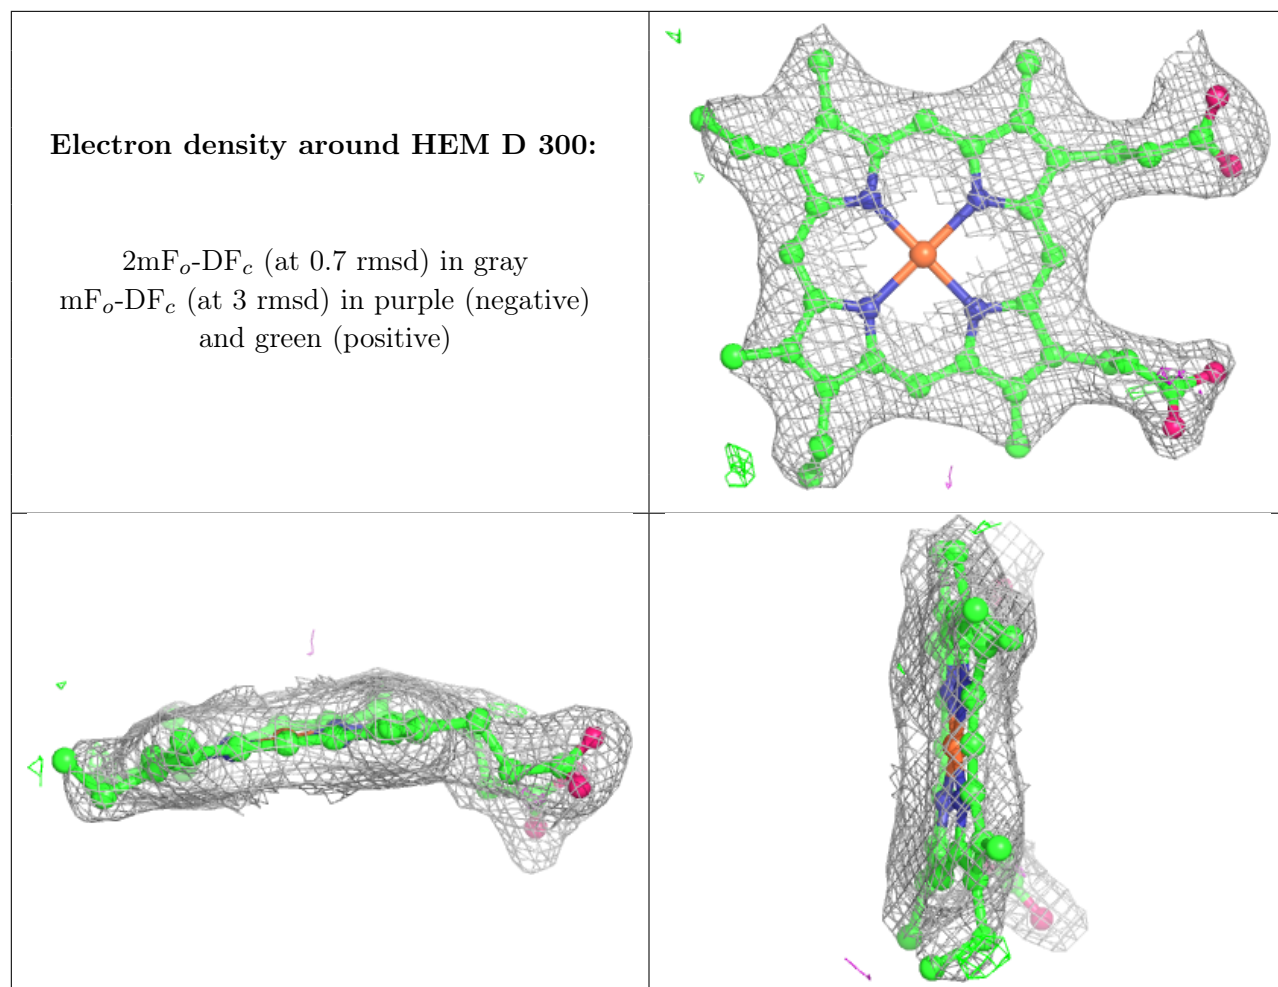 Electron density around HEM D 300:
2mFo-DFc (at 0.7 rmsd) in gray
mFo-DFc (at 3 rmsd) in purple (negative)
and green (positive)